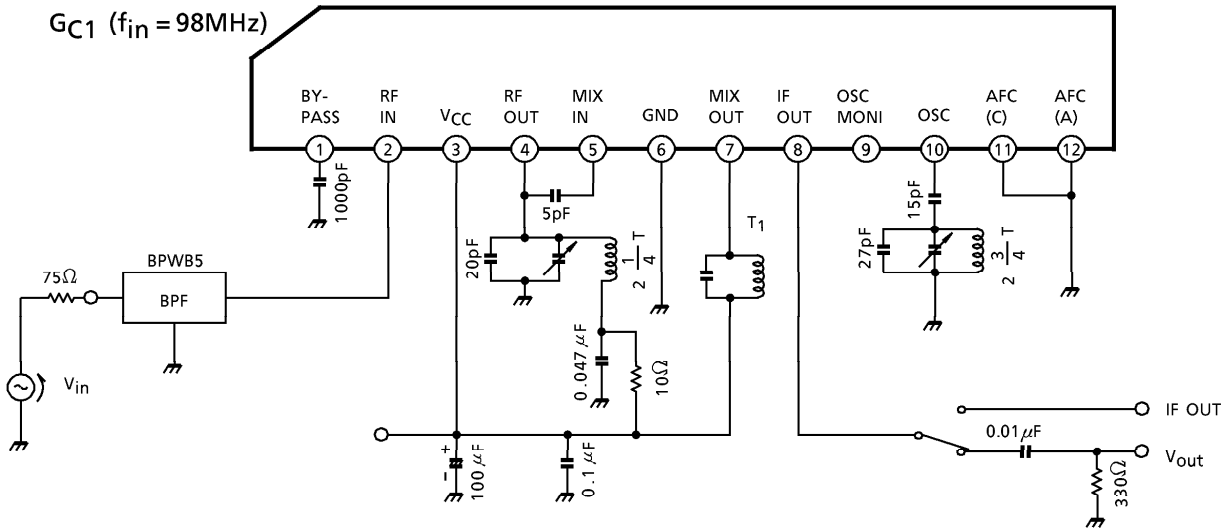 GC1 (fin = 98MHz)
BY-
PASS
RF
IN
VCC
RF
OUT
MIX
IN
GND
MIX
OUT
IF
OUT
OSC
MONI
OSC
AFC
(C)
AFC
(A)
1
2
3
4
5
6
7
8
9
10
11
12
1000pF
5pF
15pF
T1
20pF
2 1/4 T
27pF
2 3/4 T
75Ω
BPWB5
BPF
Vin
0.047 μF
10Ω
IF OUT
+
−
100 μF
0.1 μF
0.01 μF
Vout
330Ω